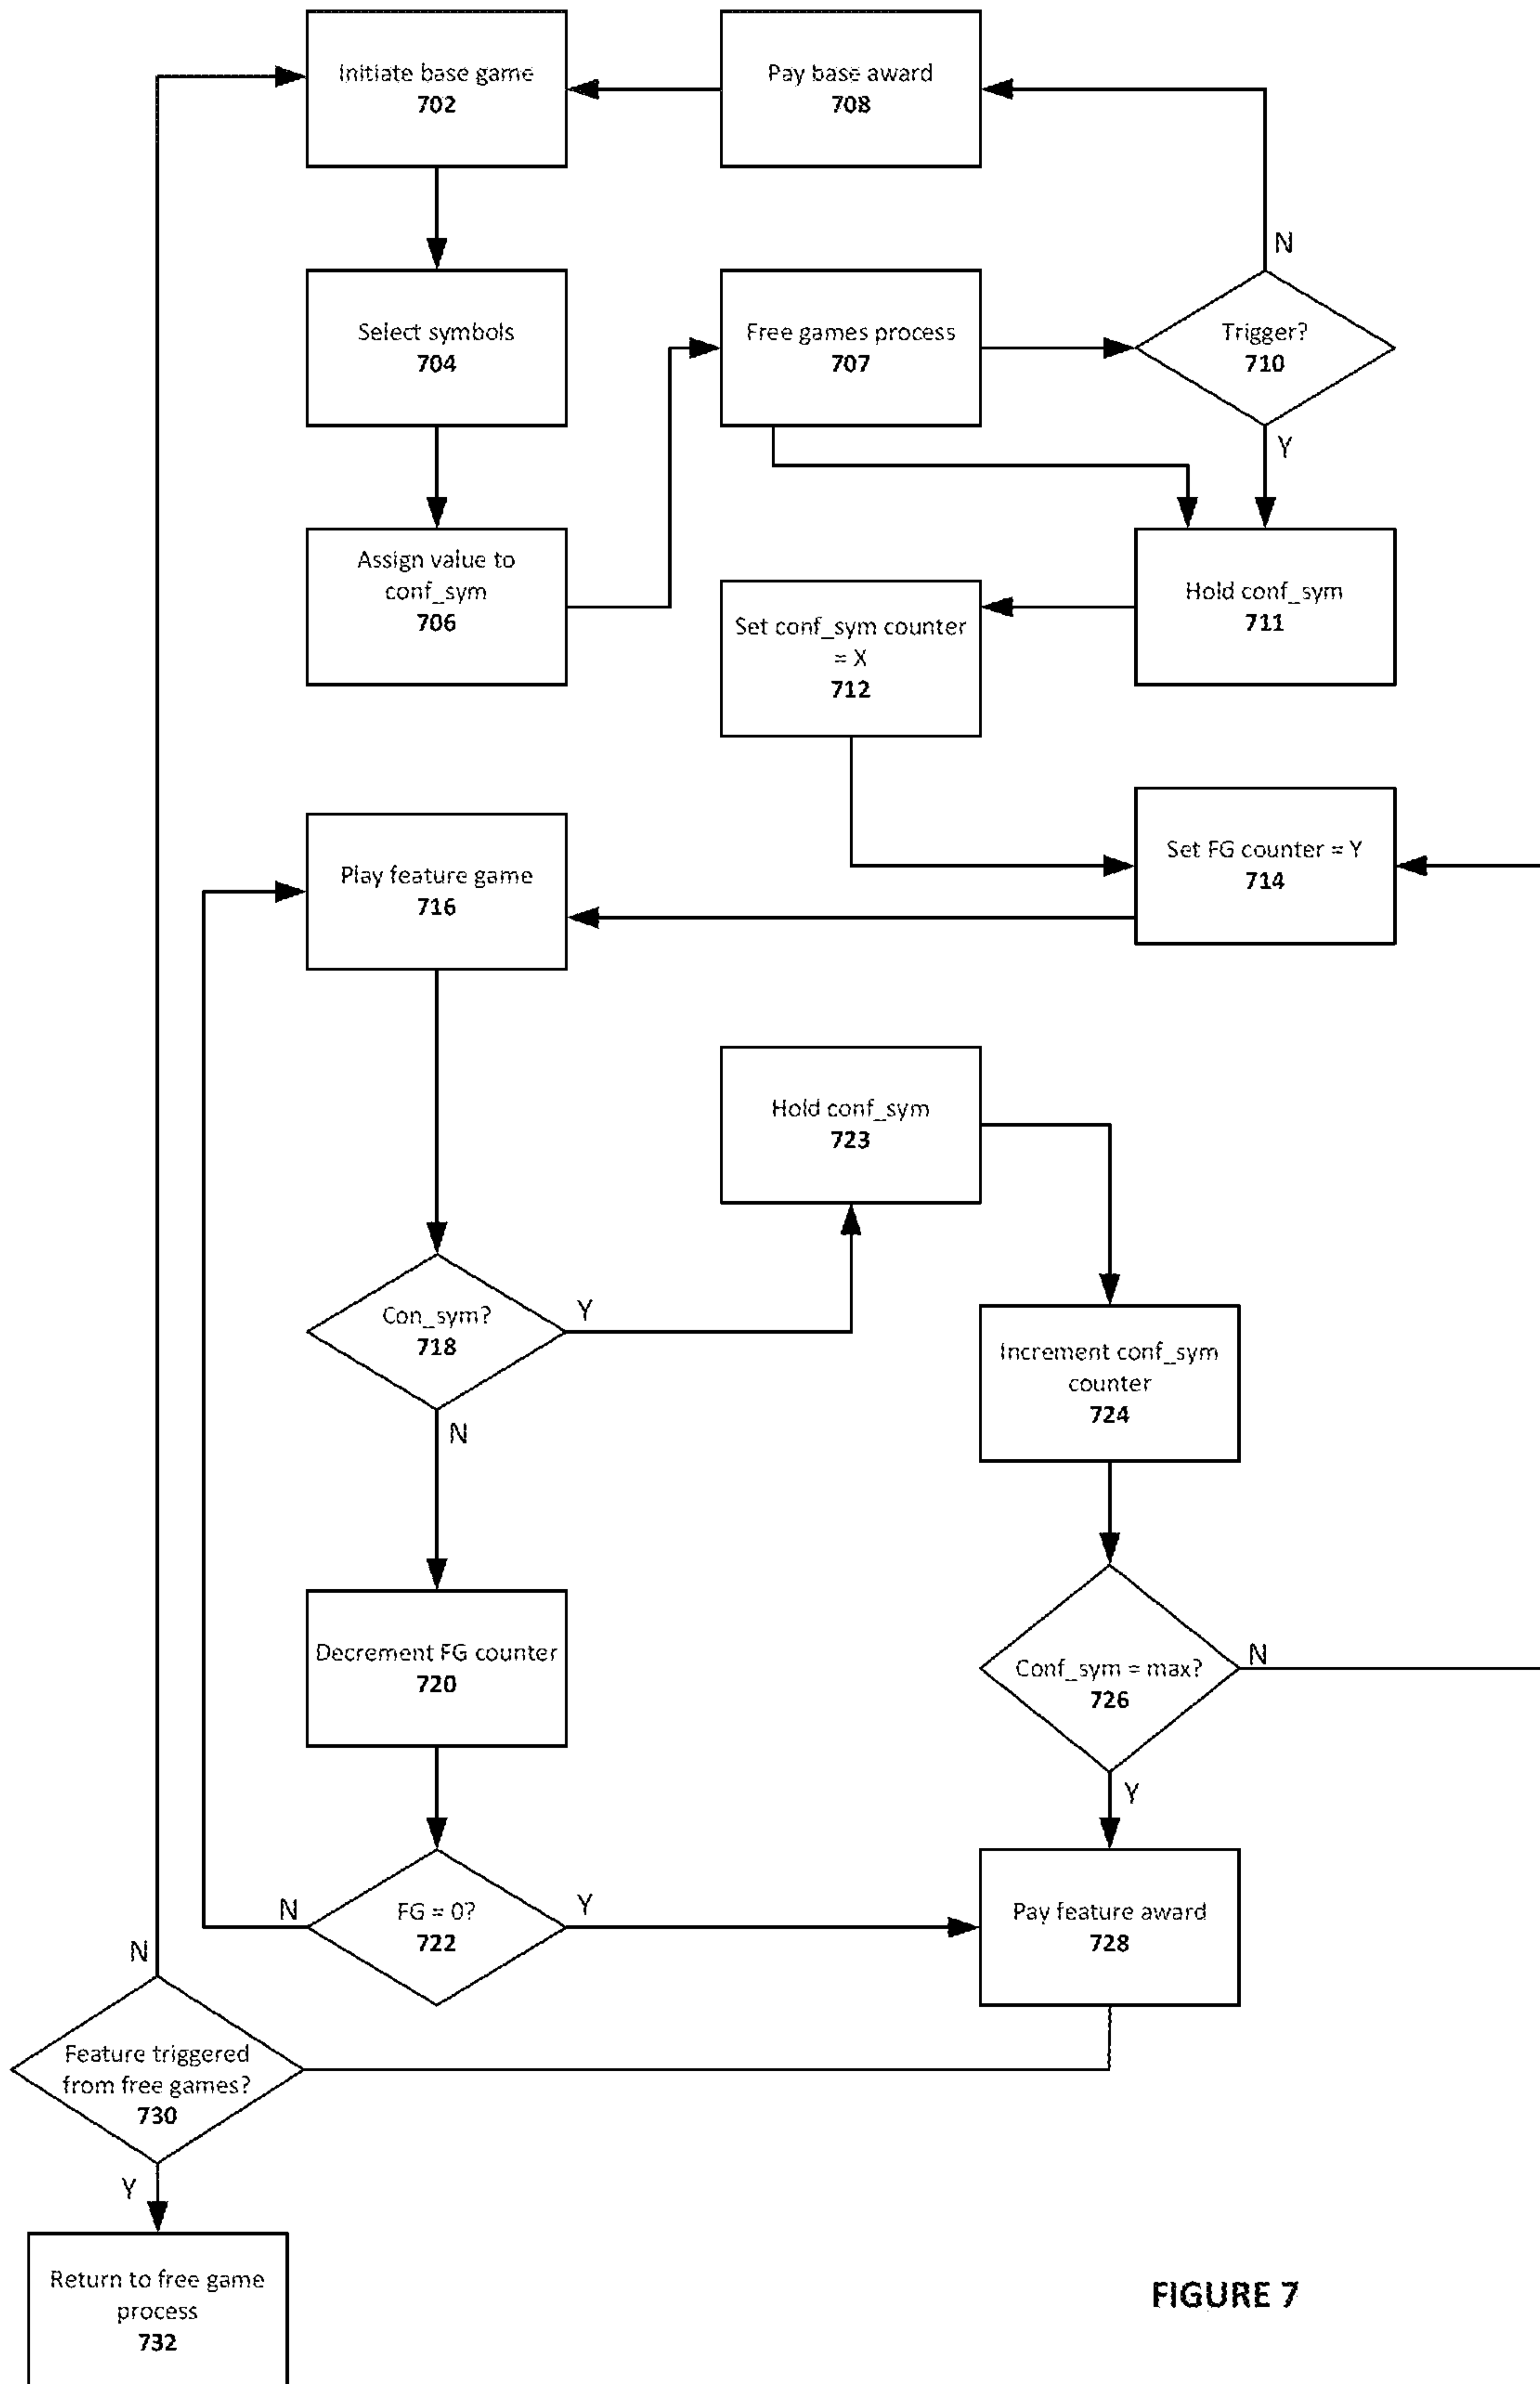 Initiate base game
702
Pay base award
708
N
Select symbols
704
Free games process
707
Trigger?
710
Y
Assign value to
conf_sym
706
Set conf_sym counter
= X
712
Hold conf_sym
711
Play feature game
716
Set FG counter = Y
714
Hold conf_sym
723
Con_sym?
718
Y
N
Increment conf_sym
counter
724
Decrement FG counter
720
Conf_sym = max?
726
N
Y
N
FG = 0?
722
Y
Pay feature award
728
N
Feature triggered
from free games?
730
Y
Return to free game
process
732
FIGURE 7